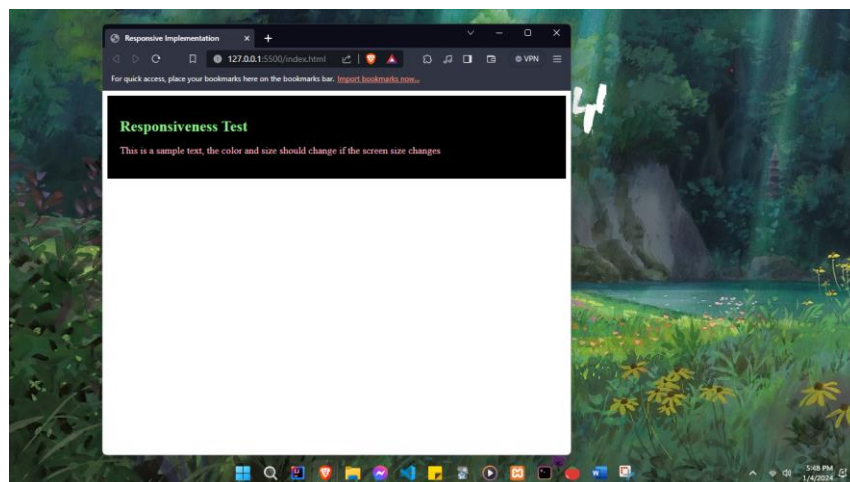 Responsive Implementation
127.0.0.1:5500/index.html
VPN
For quick access, place your bookmarks here on the bookmarks bar. Import bookmarks now...
4
Responsiveness Test
This is a sample text, the color and size should change if the screen size changes
5:48 PM
1/4/2024